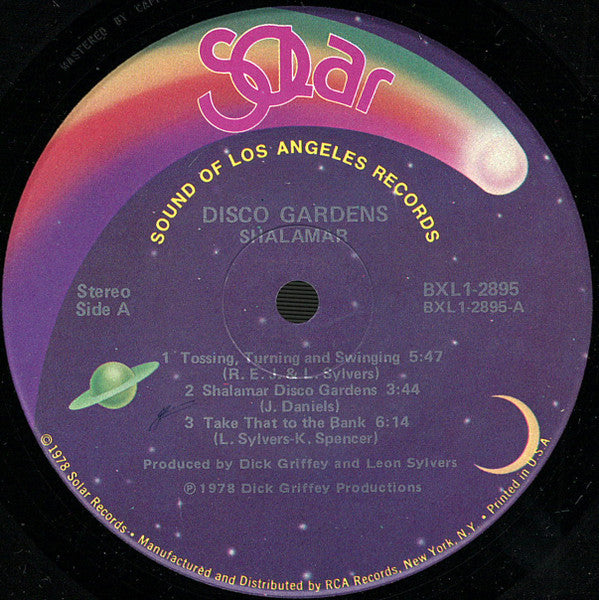 MASTERED BY
Solar
SOUND OF LOS ANGELES RECORDS
DISCO GARDENS
SHALAMAR
Stereo
Side A
BXL1-2895
BXL1-2895-A
1 Tossing, Turning and Swinging 5:47
(R. E. J. & L. Sylvers)
2 Shalamar Disco Gardens 3:44
(J. Daniels)
3 Take That to the Bank 6:14
(L. Sylvers-K. Spencer)
Produced by Dick Griffey and Leon Sylvers
℗ 1978 Dick Griffey Productions
© 1978 Solar Records • Manufactured and Distributed by RCA Records, New York, N.Y. • Printed in U.S.A.